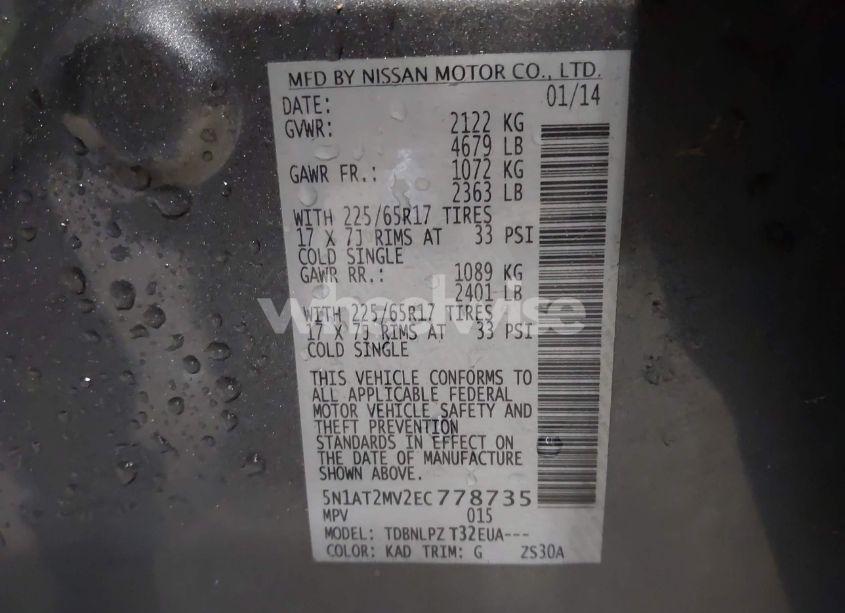 MFD BY NISSAN MOTOR CO., LTD.
DATE: 01/14
GVWR: 2122 KG
4679 LB
GAWR FR.: 1072 KG
2363 LB
WITH 225/65R17 TIRES
17 X 7J RIMS AT 33 PSI
COLD SINGLE
GAWR RR.: 1089 KG
2401 LB
wheelwise
WITH 225/65R17 TIRES
17 X 7J RIMS AT 33 PSI
COLD SINGLE
THIS VEHICLE CONFORMS TO
ALL APPLICABLE FEDERAL
MOTOR VEHICLE SAFETY AND
THEFT PREVENTION
STANDARDS IN EFFECT ON
THE DATE OF MANUFACTURE
SHOWN ABOVE.
5N1AT2MV2EC778735
MPV 015
MODEL: TDBNLPZ T32EUA---
COLOR: KAD TRIM: G ZS30A